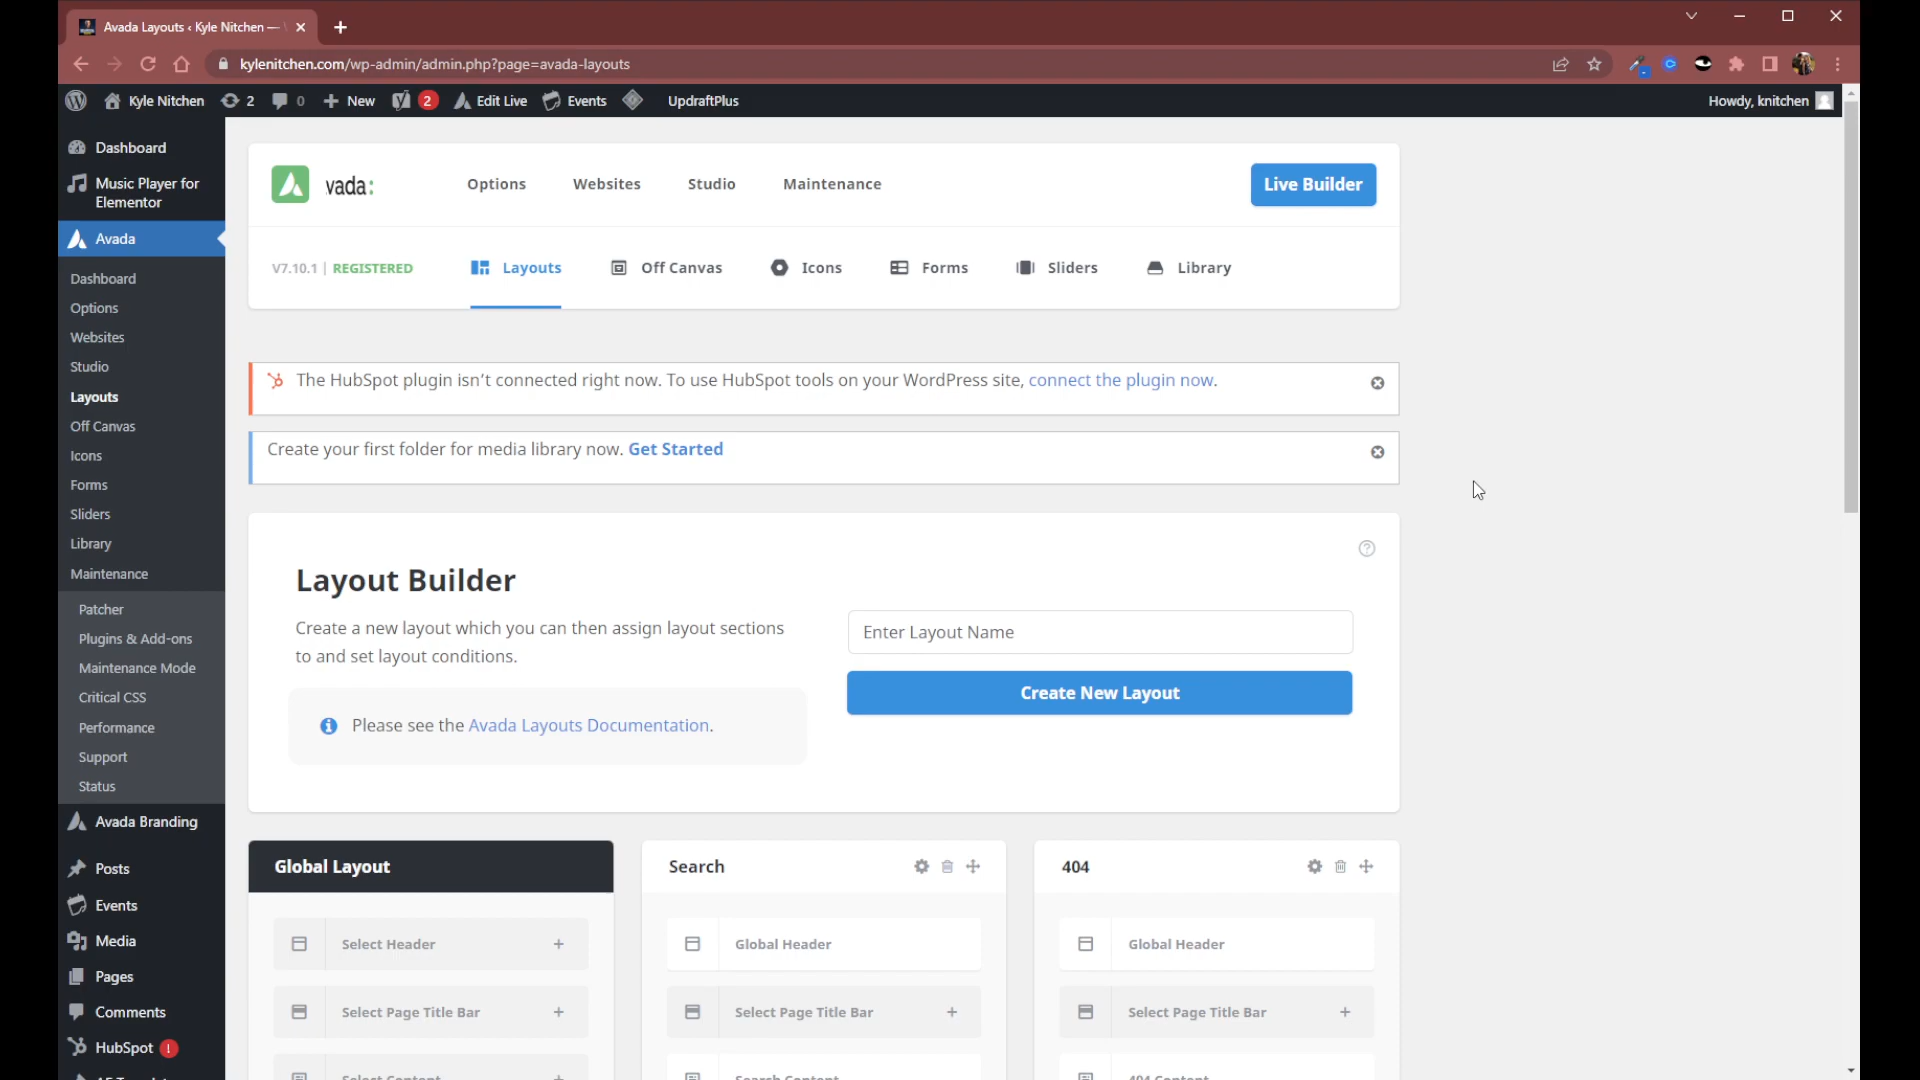 Avada Layouts ‹ Kyle Nitchen —
kylenitchen.com/wp-admin/admin.php?page=avada-layouts
Kyle Nitchen
2
0
New
2
Edit Live
Events
UpdraftPlus
Howdy, knitchen
Dashboard
Music Player for
Elementor
Avada
Dashboard
Options
Websites
Studio
Layouts
Off Canvas
Icons
Forms
Sliders
Library
Maintenance
Patcher
Plugins & Add-ons
Maintenance Mode
Critical CSS
Performance
Support
Status
Avada Branding
Posts
Events
Media
Pages
Comments
HubSpot !
vada:
Options
Websites
Studio
Maintenance
Live Builder
V7.10.1 | REGISTERED
Layouts
Off Canvas
Icons
Forms
Sliders
Library
The HubSpot plugin isn't connected right now. To use HubSpot tools on your WordPress site, connect the plugin now.
Create your first folder for media library now. Get Started
Layout Builder
Create a new layout which you can then assign layout sections
to and set layout conditions.
Please see the Avada Layouts Documentation.
Enter Layout Name
Create New Layout
Global Layout
Select Header
Select Page Title Bar
Select Content
Search
Global Header
Select Page Title Bar
Search Content
404
Global Header
Select Page Title Bar
404 Content